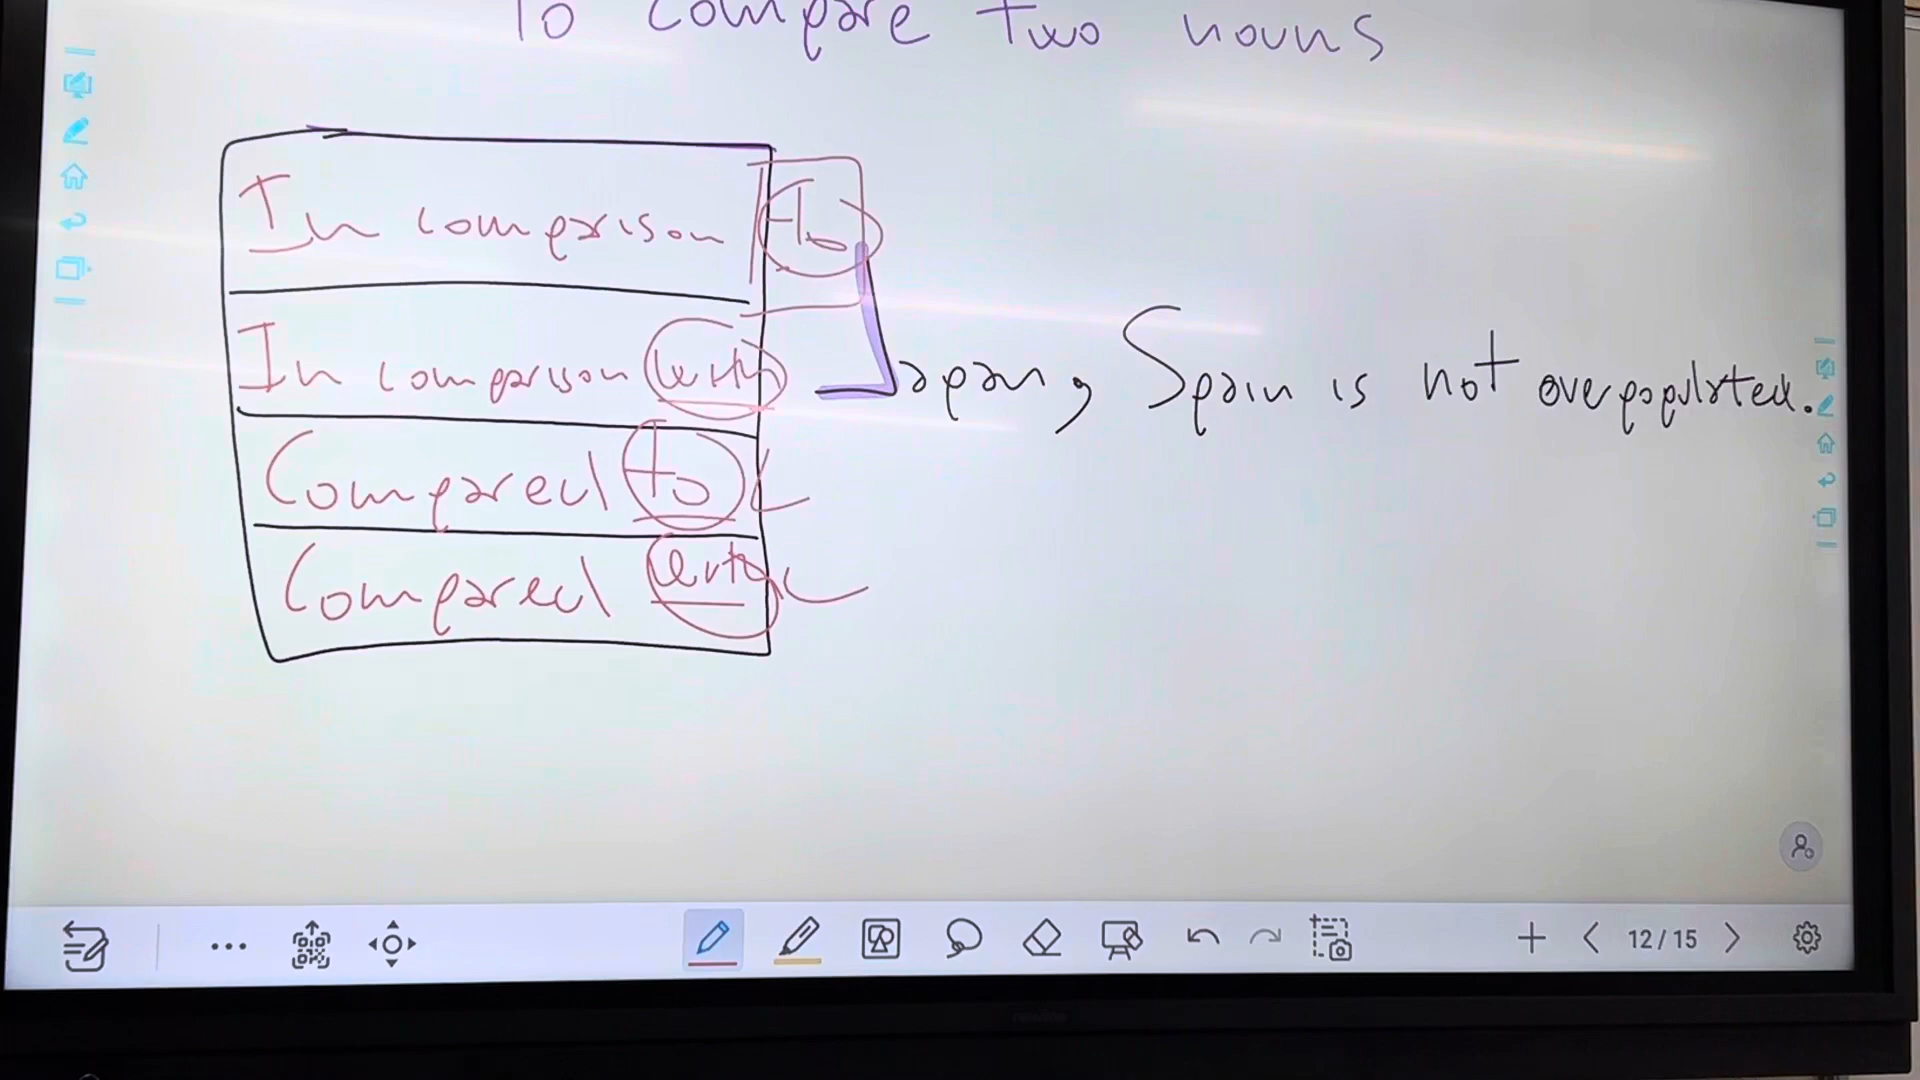 To compare two nouns
In comparison to
In comparison with Japan, Spain is not overpopulated.
Compared to
Compared with
12/15